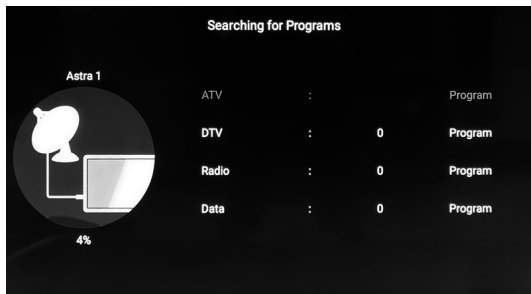 Searching for Programs
Astra 1
ATV : Program
DTV : 0 Program
Radio : 0 Program
Data : 0 Program
4%